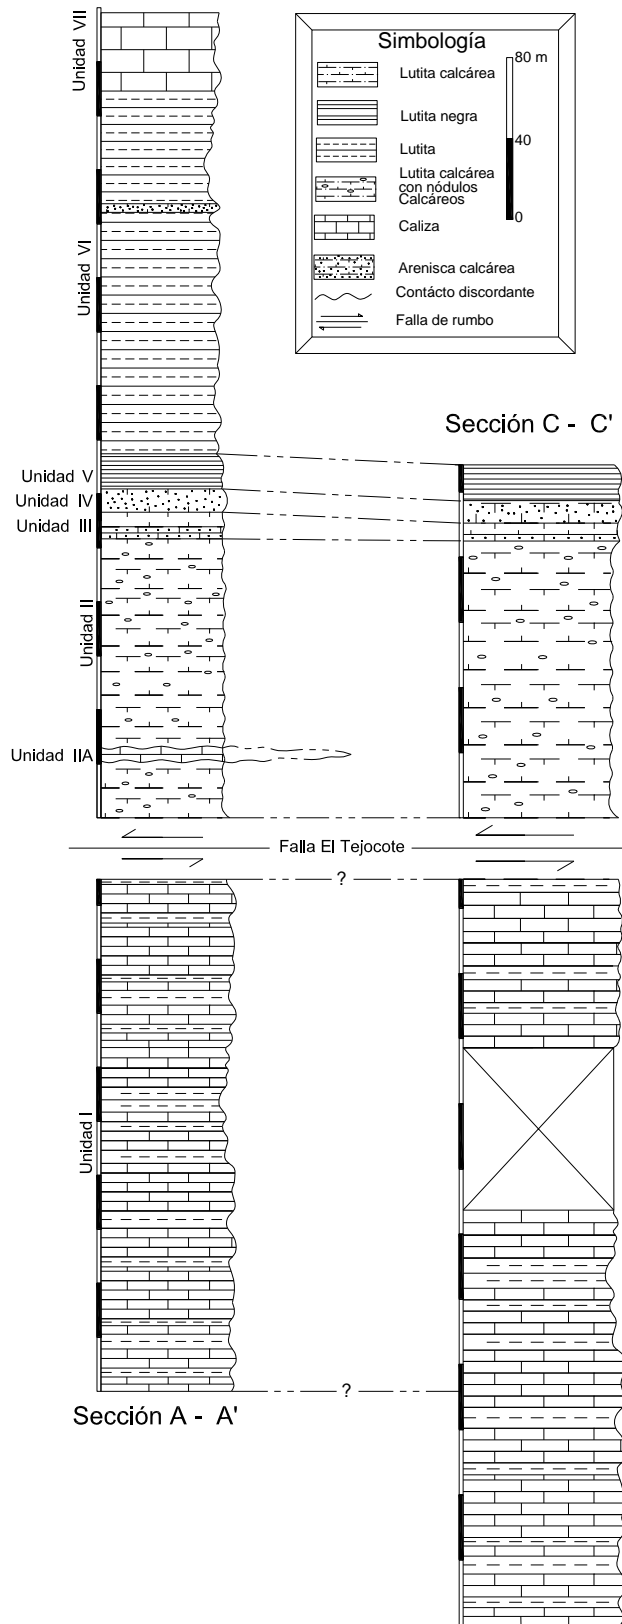 Unidad VII
Simbología
Lutita calcárea
Lutita negra
Lutita
Lutita calcárea
con nódulos
Calcáreos
Caliza
Arenisca calcárea
Contácto discordante
Falla de rumbo
80 m
40
0
Unidad VI
Sección C - C'
Unidad V
Unidad IV
Unidad III
Unidad II
Unidad IIA
Falla El Tejocote
?
Unidad I
?
Sección A - A'